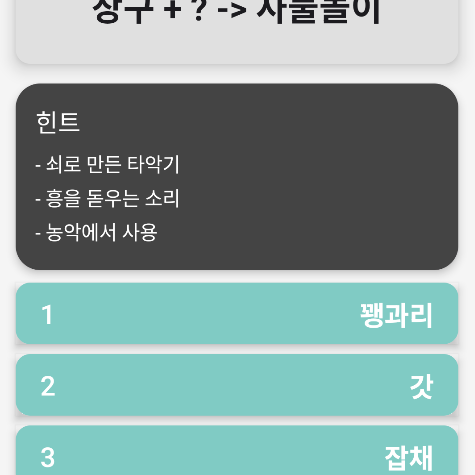 장구 + ? -> 사물놀이
힌트
- 쇠로 만든 타악기
- 흥을 돋우는 소리
- 농악에서 사용
1 꽹과리
2 갓
3 잡채